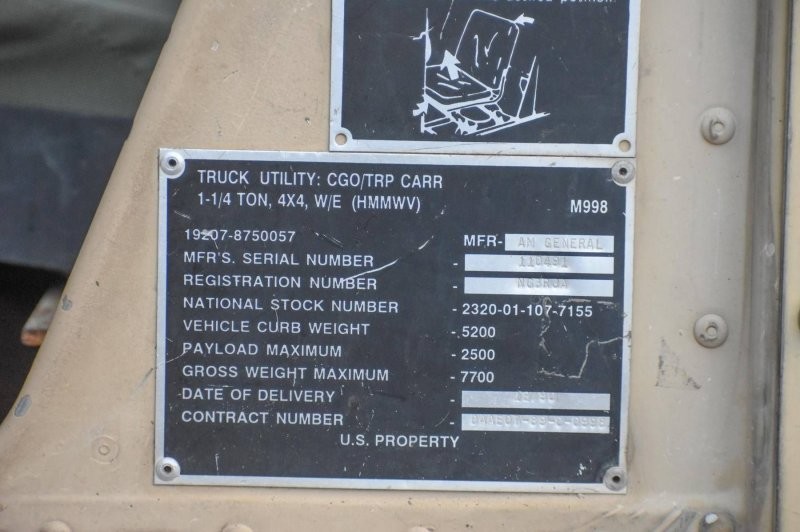 TRUCK UTILITY: CGO/TRP CARR
1-1/4 TON, 4X4, W/E (HMMWV)
M998
19207-8750057
MFR- AM GENERAL
MFR'S. SERIAL NUMBER - 110491
REGISTRATION NUMBER -
NATIONAL STOCK NUMBER - 2320-01-107-7155
VEHICLE CURB WEIGHT - 5200
PAYLOAD MAXIMUM - 2500
GROSS WEIGHT MAXIMUM - 7700
DATE OF DELIVERY -
CONTRACT NUMBER -
U.S. PROPERTY